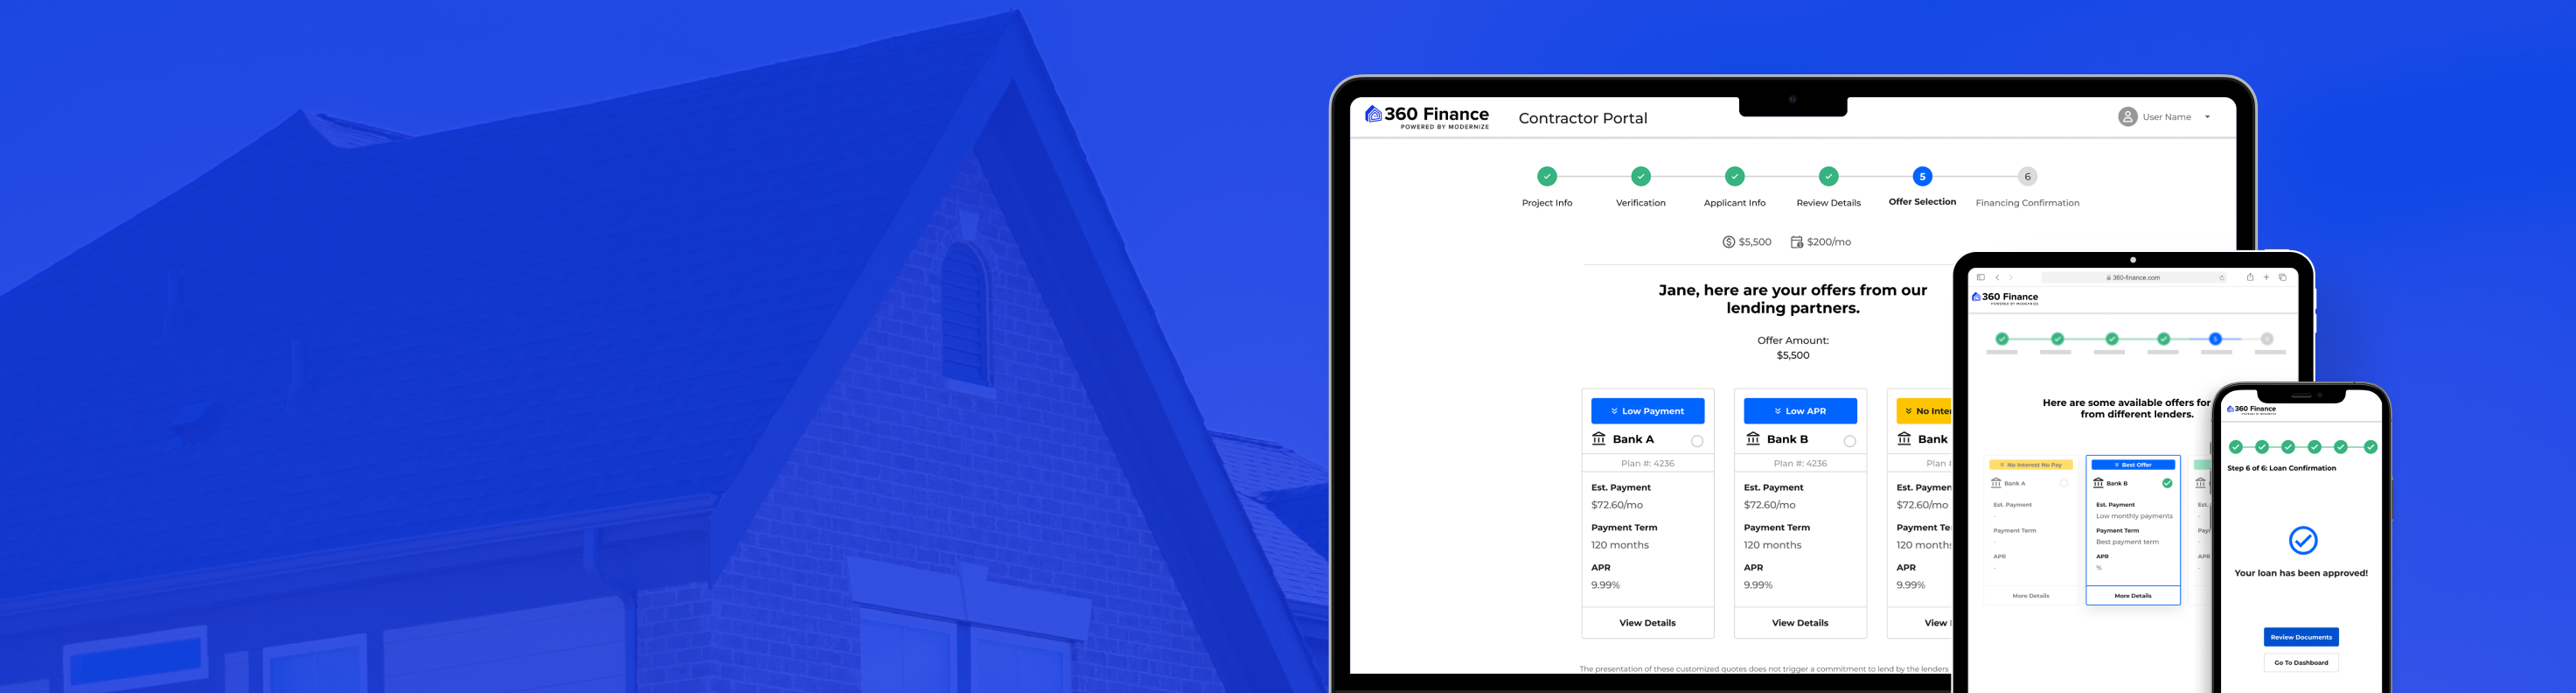 360 Finance
POWERED BY MODERNIZE
Contractor Portal
User Name
Project Info
Verification
Applicant Info
Review Details
5
Offer Selection
6
Financing Confirmation
$5,500
$200/mo
Jane, here are your offers from our
lending partners.
Offer Amount:
$5,500
Low Payment
Bank A
Plan #: 4236
Est. Payment
$72.60/mo
Payment Term
120 months
APR
9.99%
View Details
Low APR
Bank B
Plan #: 4236
Est. Payment
$72.60/mo
Payment Term
120 months
APR
9.99%
View Details
No Inte
Bank
Plan
Est. Paymen
$72.60/mo
Payment Te
120 month
APR
9.99%
View
The presentation of these customized quotes does not trigger a commitment to lend by the lenders
360-finance.com
360 Finance
POWERED BY MODERNIZE
5
Here are some available offers for
from different lenders.
No Interest No Pay
Bank A
Est. Payment
-
Payment Term
-
APR
-
More Details
Best Offer
Bank B
Est. Payment
Low monthly payments
Payment Term
Best payment term
APR
%
More Details
Est.
Pay
APR
-
360 Finance
Step 6 of 6: Loan Confirmation
Your loan has been approved!
Review Documents
Go To Dashboard